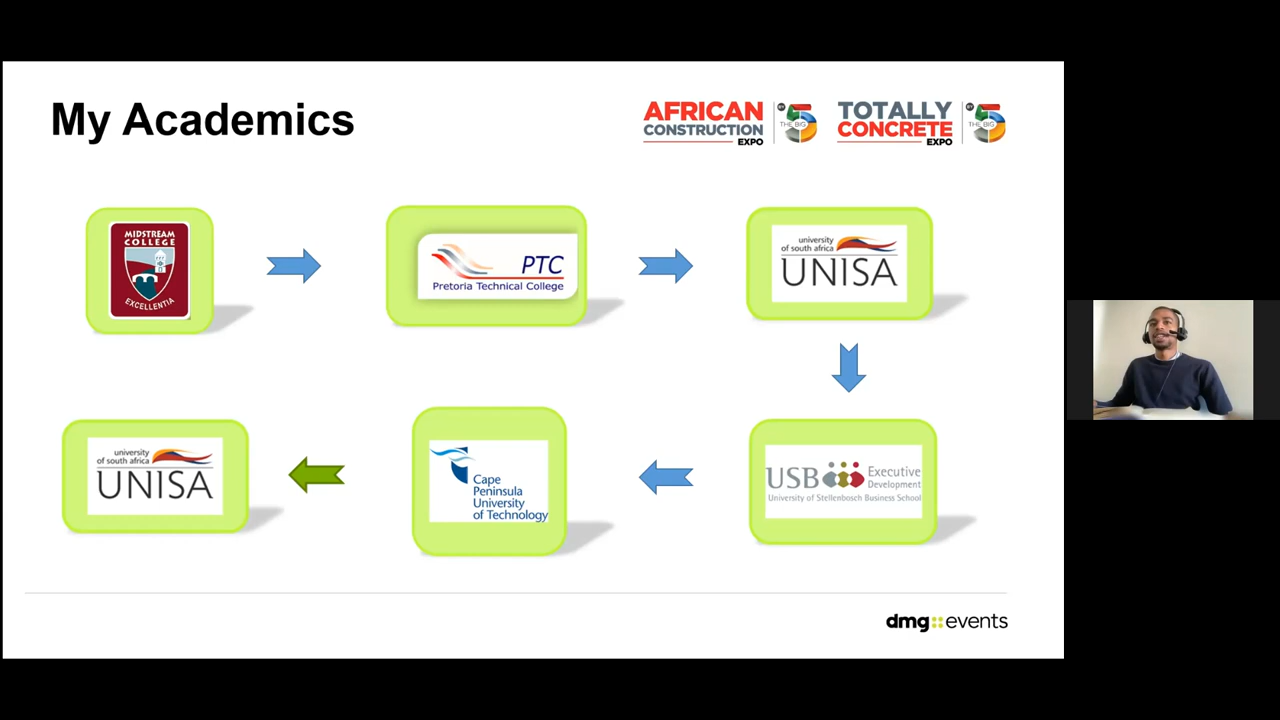 My Academics
AFRICAN
CONSTRUCTION
EXPO
BY
THE BIG
5
TOTALLY
CONCRETE
EXPO
BY
THE BIG
5
MIDSTREAM
COLLEGE
EXCELLENTIA
PTC
Pretoria Technical College
university
of south africa
UNISA
university
of south africa
UNISA
Cape
Peninsula
University
of Technology
USB Executive
Development
University of Stellenbosch Business School
dmg::events